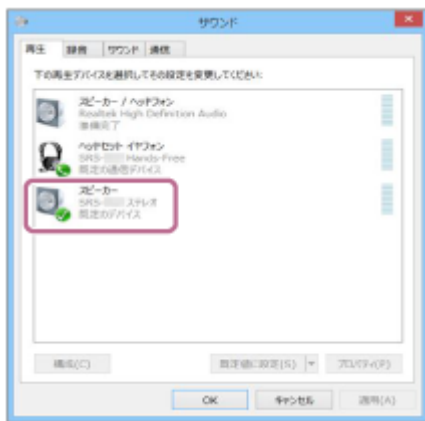 サウンド
再生 録音 サウンド 通信
下の再生デバイスを選択してその設定を変更してください:
スピーカー / ヘッドフォン
Realtek High Definition Audio
準備完了
ヘッドセット イヤフォン
SRS- Hands-Free
既定の通信デバイス
スピーカー
SRS- ステレオ
既定のデバイス
構成(C) 既定値に設定(S) プロパティ(P)
OK キャンセル 適用(A)